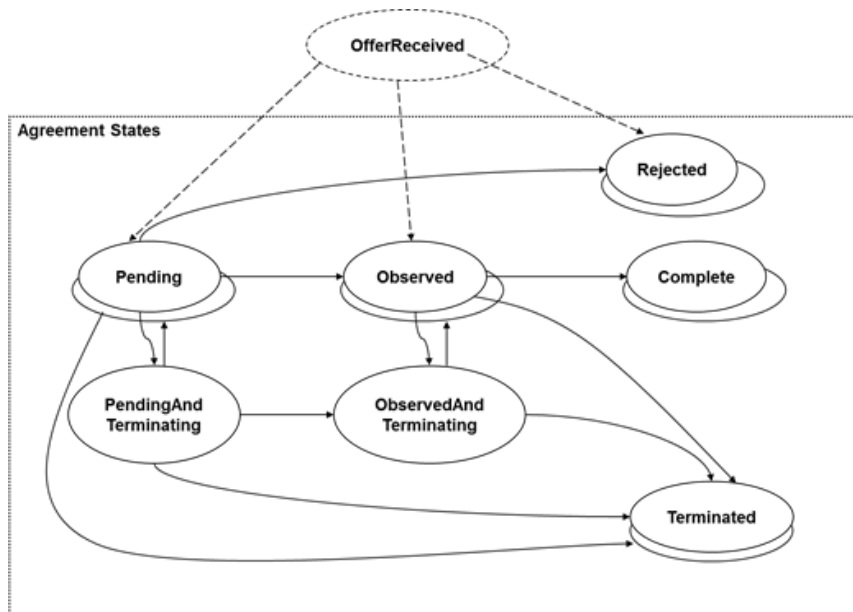 OfferReceived
Agreement States
Rejected
Pending
Observed
Complete
PendingAnd
Terminating
ObservedAnd
Terminating
Terminated